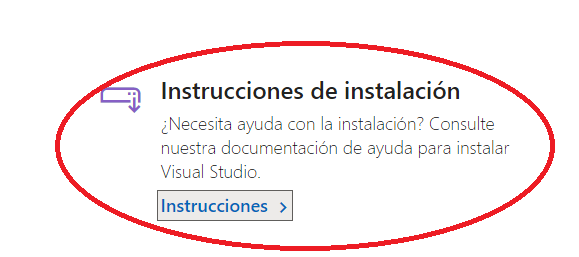 Instrucciones de instalación
¿Necesita ayuda con la instalación? Consulte
nuestra documentación de ayuda para instalar
Visual Studio.
Instrucciones >